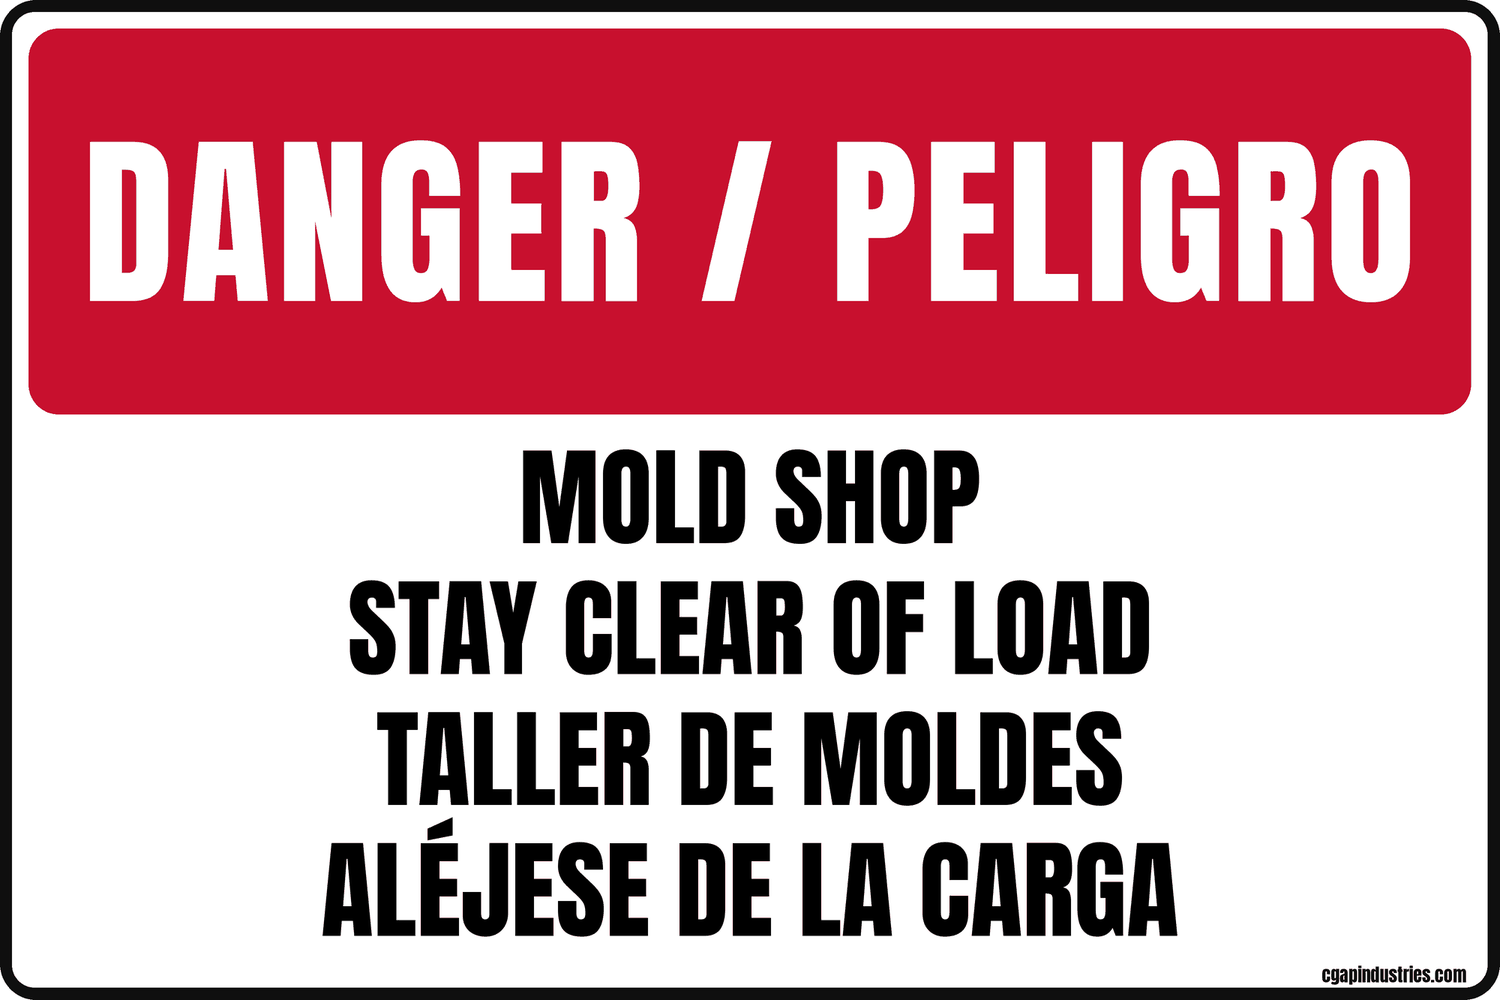 DANGER / PELIGRO
MOLD SHOP
STAY CLEAR OF LOAD
TALLER DE MOLDES
ALÉJESE DE LA CARGA
cgapindustries.com